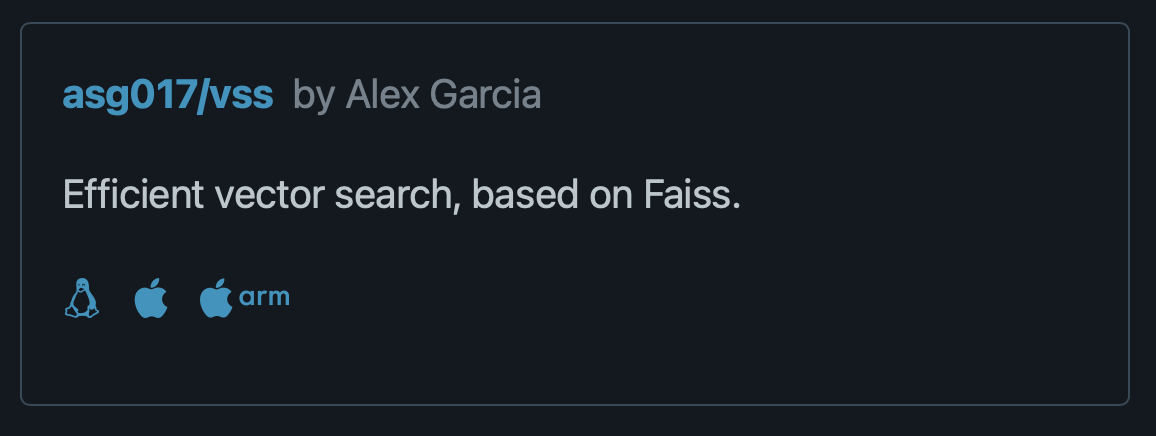 asg017/vss by Alex Garcia
Efficient vector search, based on Faiss.
arm